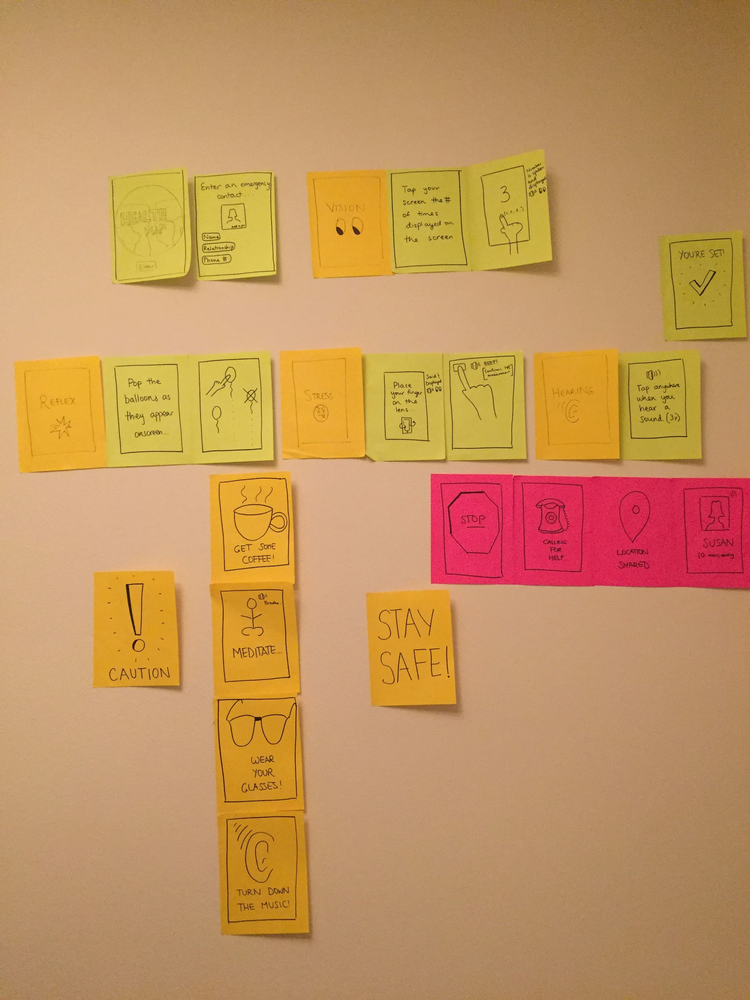 HEALTH
MAP
Enter
Enter an emergency
contact...
Name
Relationship
Phone #
VISION
Tap your
screen the #
of times
displayed on
the screen
3
Number
is spoken
and
displayed
YOU'RE SET!
REFLEX
Pop the
balloons as
they appear
onscreen...
STRESS
Place
your finger
on the
lens...
Said &
Displayed
BEEP!
[Confirms HR
measurement]
HEARING
Tap anywhere
when you
hear a
sound (3x)
GET SOME
COFFEE!
STOP
CALLING
FOR
HELP
LOCATION
SHARED
SUSAN
10 mins away
CAUTION
Breathe...
MEDITATE...
STAY
SAFE!
WEAR
YOUR
GLASSES!
TURN DOWN
THE MUSIC!